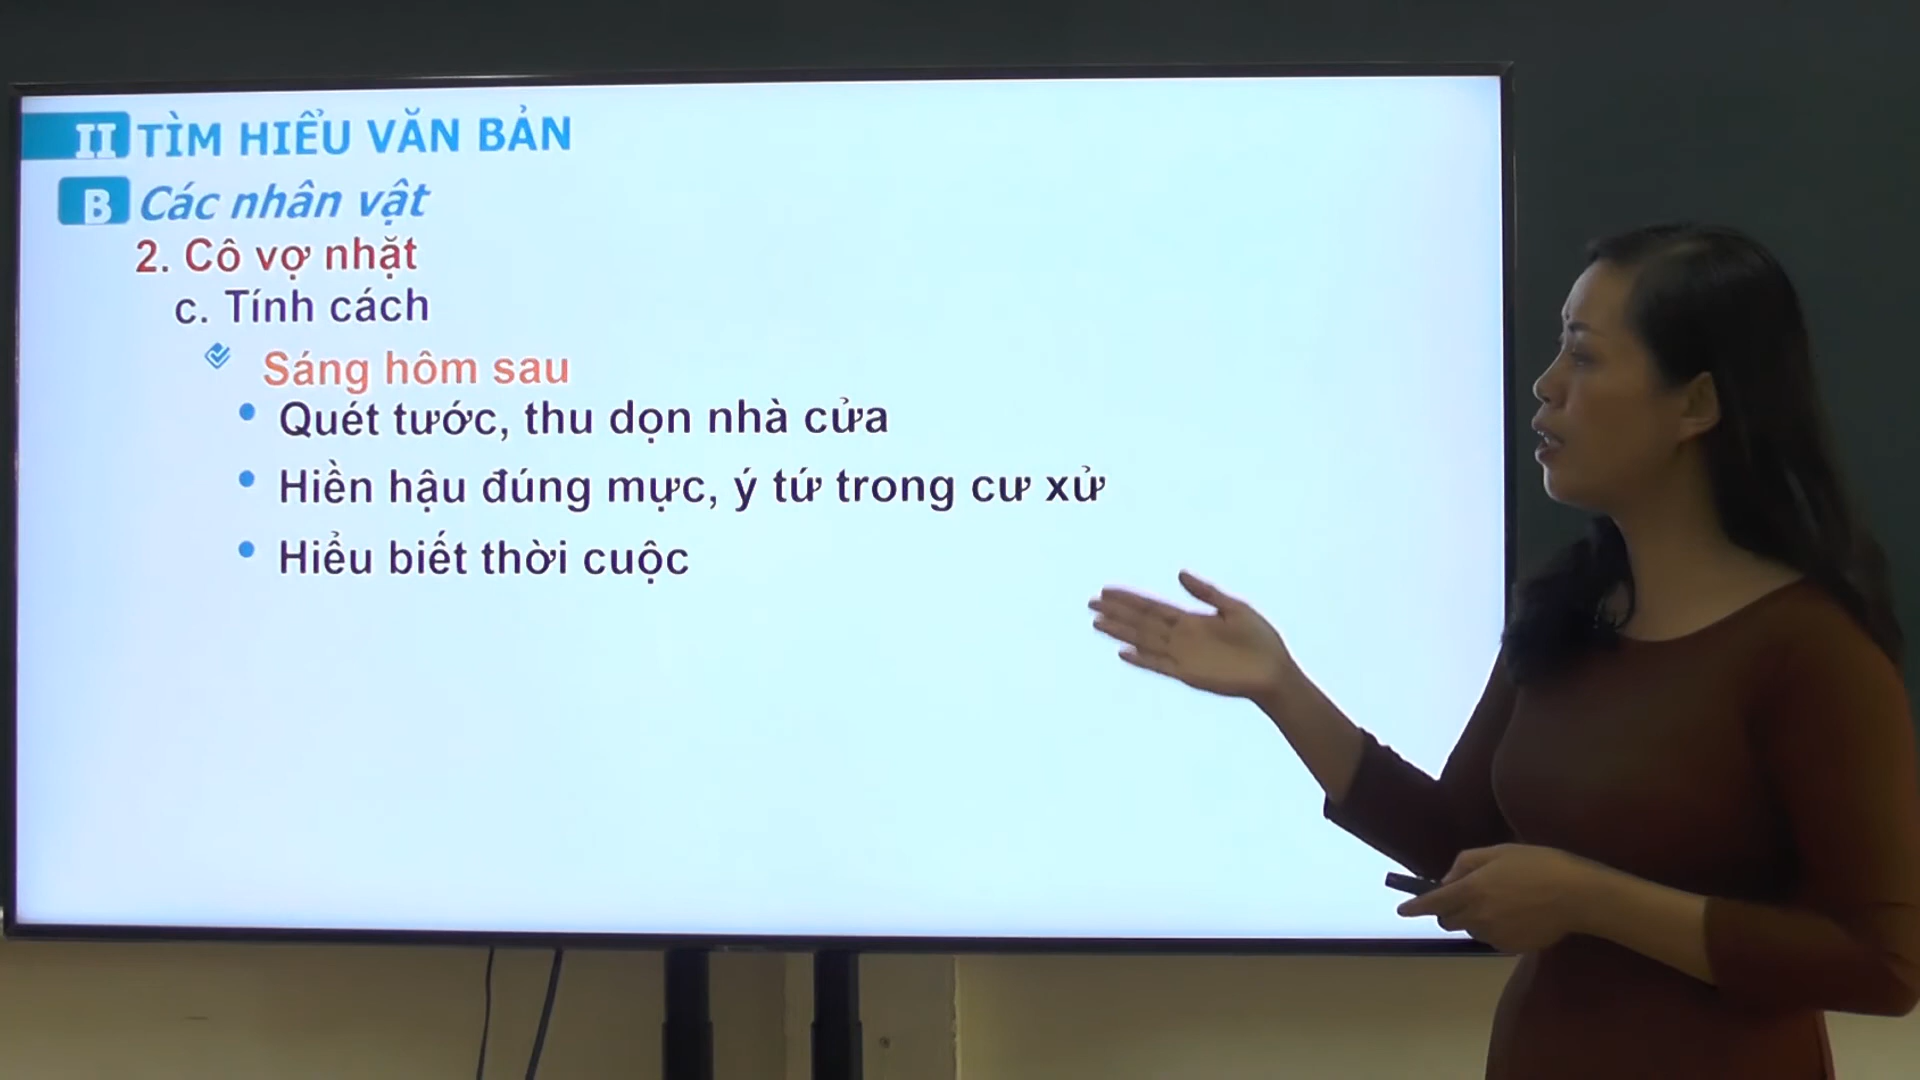 II TÌM HIỂU VĂN BẢN
B Các nhân vật
2. Cô vợ nhặt
c. Tính cách
Sáng hôm sau
Quét tước, thu dọn nhà cửa
Hiền hậu đúng mực, ý tứ trong cư xử
Hiểu biết thời cuộc